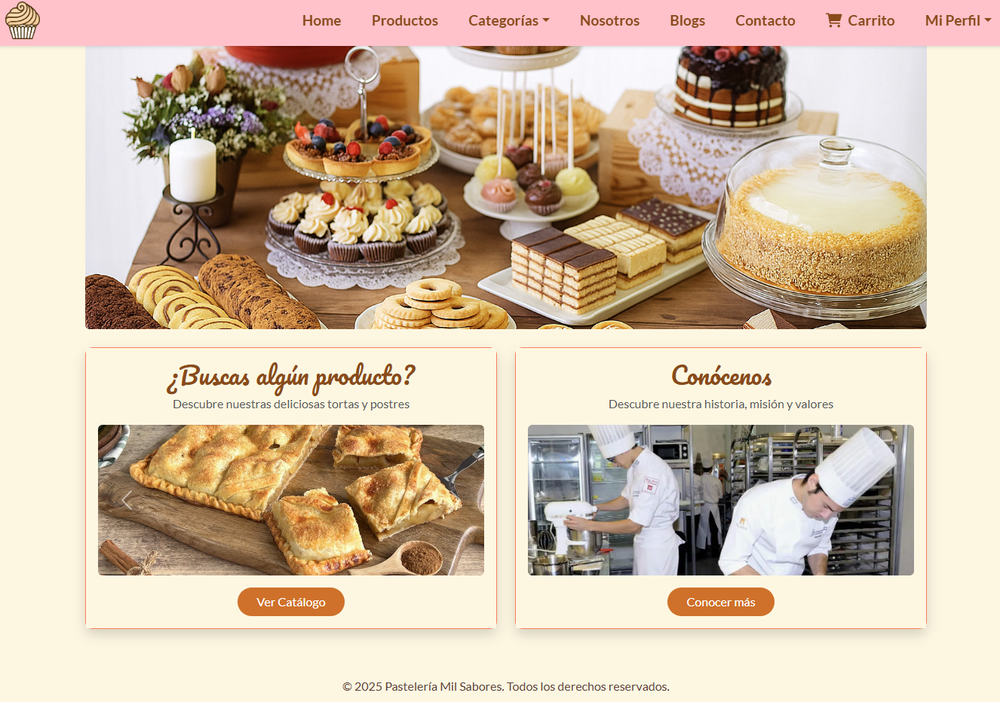 Home Productos Categorías Nosotros Blogs Contacto Carrito Mi Perfil
¿Buscas algún producto?
Descubre nuestras deliciosas tortas y postres
Ver Catálogo
Conócenos
Descubre nuestra historia, misión y valores
Conocer más
© 2025 Pastelería Mil Sabores. Todos los derechos reservados.